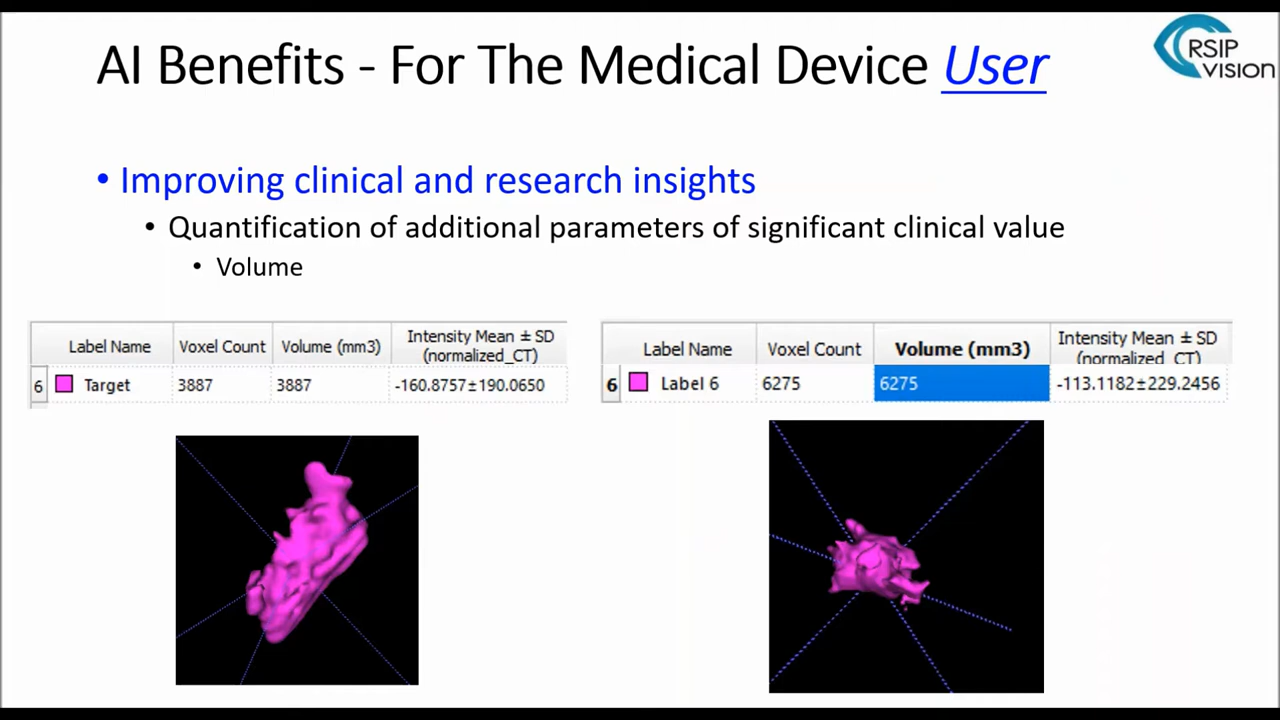 AI Benefits - For The Medical Device User
RSIP
VISION
• Improving clinical and research insights
• Quantification of additional parameters of significant clinical value
• Volume
Label Name Voxel Count Volume (mm3) Intensity Mean ± SD
(normalized_CT)
6 Target 3887 3887 -160.8757±190.0650
Label Name Voxel Count Volume (mm3) Intensity Mean ± SD
(normalized_CT)
6 Label 6 6275 6275 -113.1182±229.2456